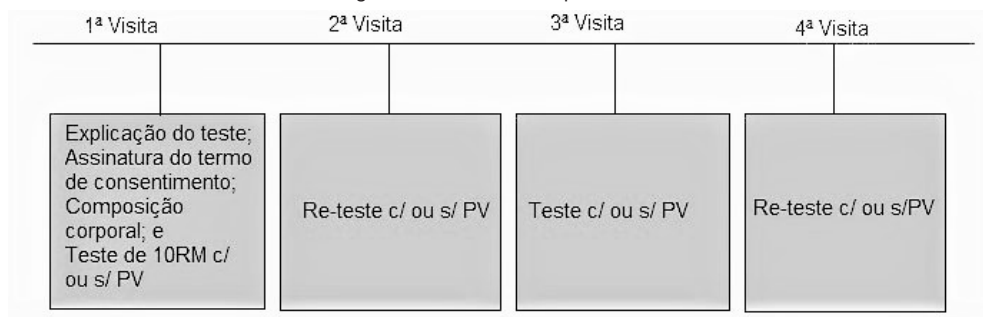 1ª Visita
2ª Visita
3ª Visita
4ª Visita
Explicação do teste;
Assinatura do termo
de consentimento;
Composição
corporal; e
Teste de 10RM c/
ou s/ PV
Re-teste c/ ou s/ PV
Teste c/ ou s/ PV
Re-teste c/ ou s/PV